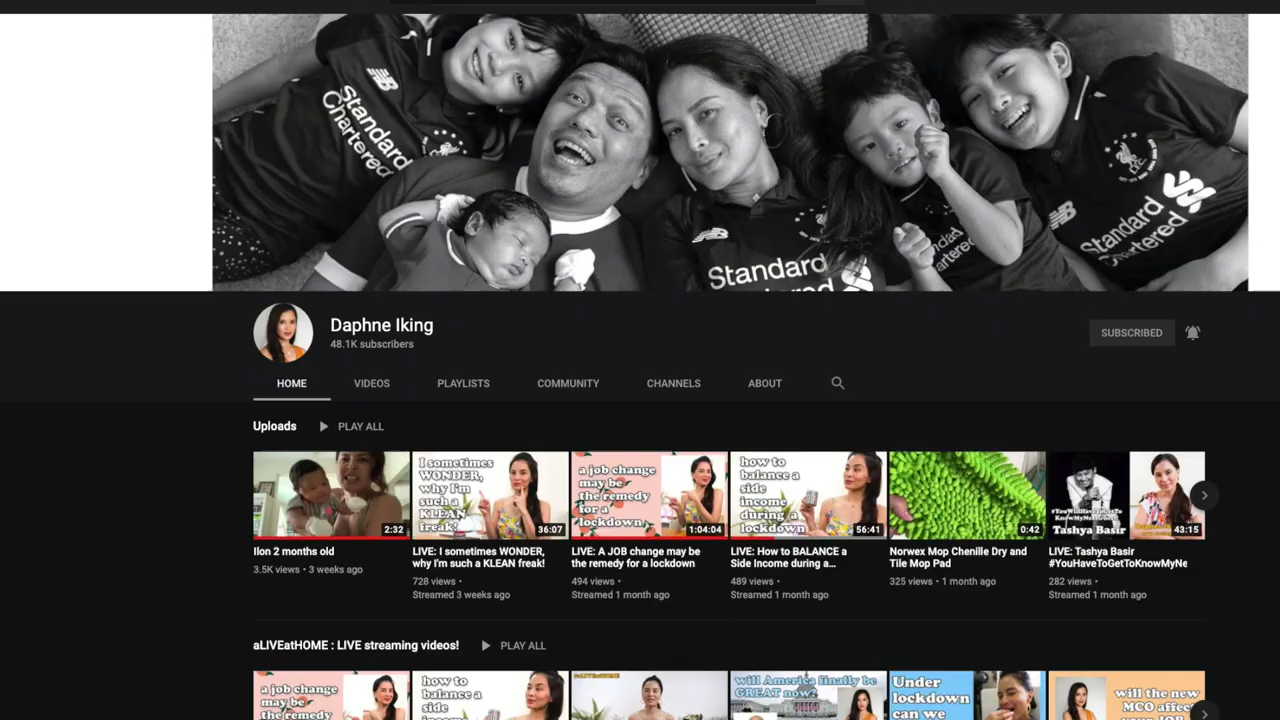 Standard
Chartered
Standard
Chartered
Standard
Chartered
Daphne Iking
48.1K subscribers
SUBSCRIBED
HOME
VIDEOS
PLAYLISTS
COMMUNITY
CHANNELS
ABOUT
Uploads
PLAY ALL
2:32
I sometimes
WONDER,
why I'm
such a
KLEAN
freak!
36:07
a job change
may be
the remedy
for a
lockdown
1:04:04
how to
balance a
side
income
during a
lockdown
56:41
0:42
#YouWillHaveToGetTo
KnowMyNextGuest
Tashya Basir
43:15
Ilon 2 months old
3.5K views • 3 weeks ago
LIVE: I sometimes WONDER,
why I'm such a KLEAN freak!
728 views •
Streamed 3 weeks ago
LIVE: A JOB change may be
the remedy for a lockdown
494 views •
Streamed 1 month ago
LIVE: How to BALANCE a
Side Income during a...
489 views •
Streamed 1 month ago
Norwex Mop Chenille Dry and
Tile Mop Pad
325 views • 1 month ago
LIVE: Tashya Basir
#YouHaveToGetToKnowMyNe
282 views •
Streamed 1 month ago
aLIVEatHOME : LIVE streaming videos!
PLAY ALL
a job change
may be
the remedy
how to
balance a
side
#aLIVEatHOME
will America finally be
GREAT now?
Under
lockdown
can we
will the new
MCO affect